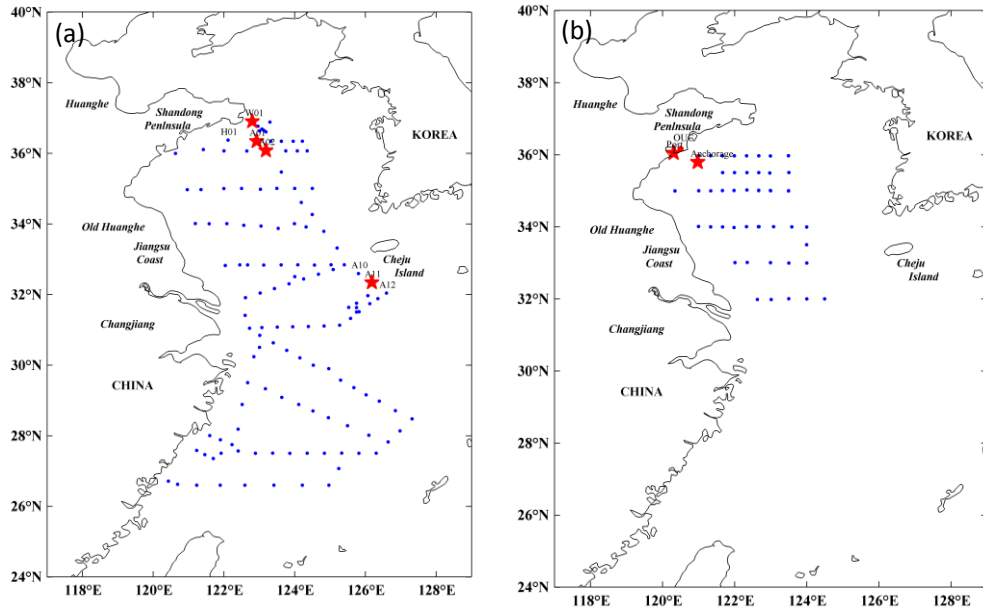 (a)
40°N
38°N
36°N
34°N
32°N
30°N
28°N
26°N
24°N
118°E
120°E
122°E
124°E
126°E
128°E
Huanghe
Shandong
Peninsula
W01
H01
KOREA
Old Huanghe
Jiangsu
Coast
A10
A11
A12
Cheju
Island
Changjiang
CHINA
(b)
40°N
38°N
36°N
34°N
32°N
30°N
28°N
26°N
24°N
118°E
120°E
122°E
124°E
126°E
128°E
Huanghe
Shandong
Peninsula
Port
Anchorage
KOREA
Old Huanghe
Jiangsu
Coast
Cheju
Island
Changjiang
CHINA